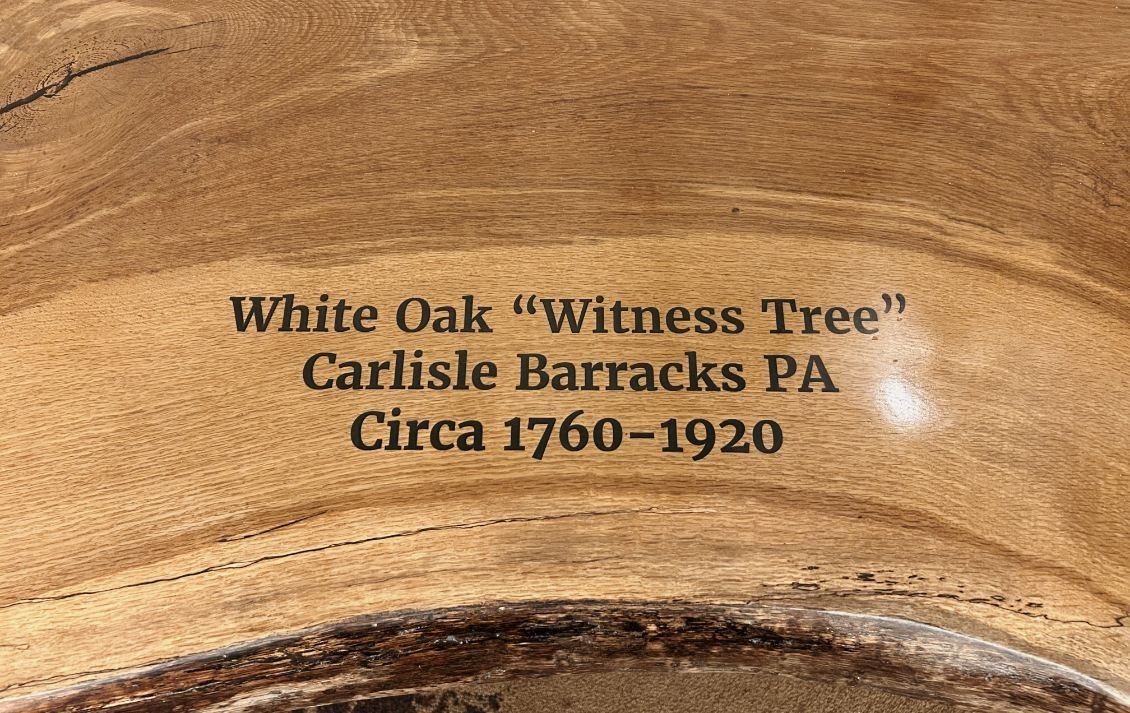 White Oak “Witness Tree”
Carlisle Barracks PA
Circa 1760–1920